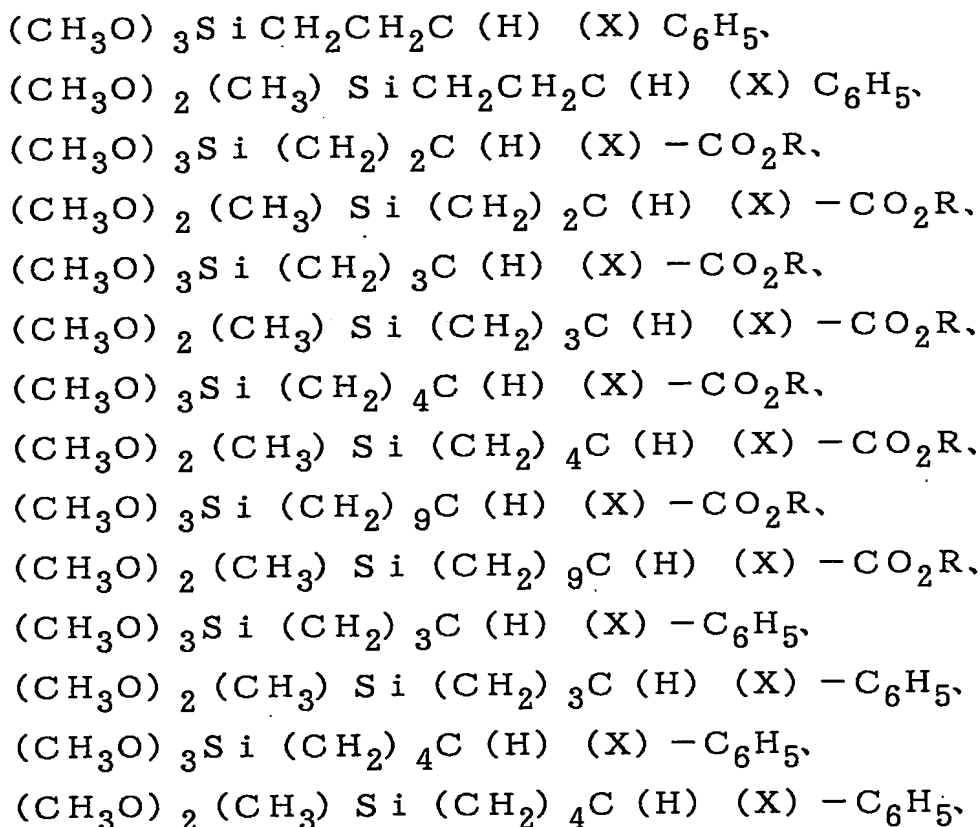 (CH₃O)₃SiCH₂CH₂C(H)(X)C₆H₅、
(CH₃O)₂(CH₃)SiCH₂CH₂C(H)(X)C₆H₅、
(CH₃O)₃Si(CH₂)₂C(H)(X)−CO₂R、
(CH₃O)₂(CH₃)Si(CH₂)₂C(H)(X)−CO₂R、
(CH₃O)₃Si(CH₂)₃C(H)(X)−CO₂R、
(CH₃O)₂(CH₃)Si(CH₂)₃C(H)(X)−CO₂R、
(CH₃O)₃Si(CH₂)₄C(H)(X)−CO₂R、
(CH₃O)₂(CH₃)Si(CH₂)₄C(H)(X)−CO₂R、
(CH₃O)₃Si(CH₂)₉C(H)(X)−CO₂R、
(CH₃O)₂(CH₃)Si(CH₂)₉C(H)(X)−CO₂R、
(CH₃O)₃Si(CH₂)₃C(H)(X)−C₆H₅、
(CH₃O)₂(CH₃)Si(CH₂)₃C(H)(X)−C₆H₅、
(CH₃O)₃Si(CH₂)₄C(H)(X)−C₆H₅、
(CH₃O)₂(CH₃)Si(CH₂)₄C(H)(X)−C₆H₅、